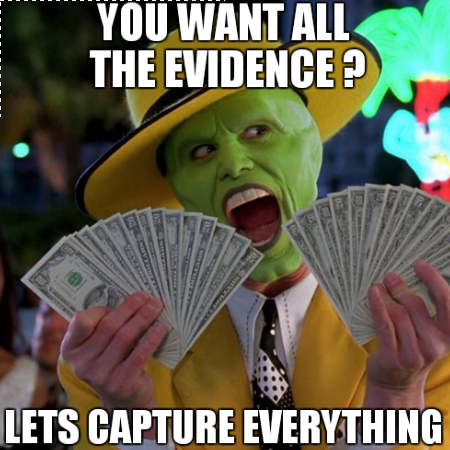 YOU WANT ALL
THE EVIDENCE ?
LETS CAPTURE EVERYTHING